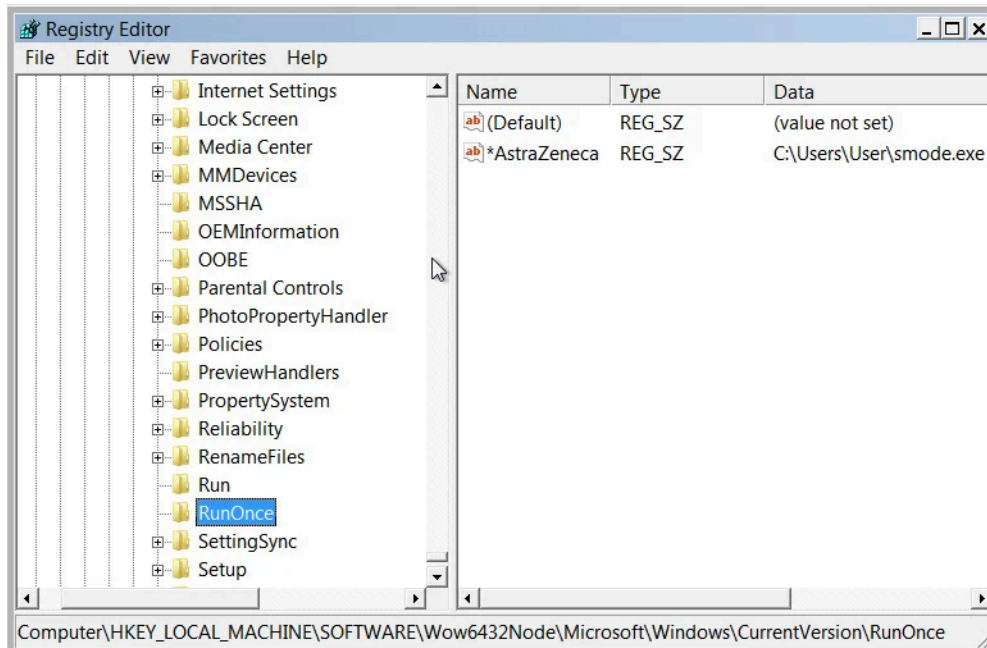 Registry Editor
File Edit View Favorites Help
Internet Settings
Lock Screen
Media Center
MMDevices
MSSHA
OEMInformation
OOBE
Parental Controls
PhotoPropertyHandler
Policies
PreviewHandlers
PropertySystem
Reliability
RenameFiles
Run
RunOnce
SettingSync
Setup
Name Type Data
ab (Default) REG_SZ (value not set)
ab *AstraZeneca REG_SZ C:\Users\User\smode.exe
Computer\HKEY_LOCAL_MACHINE\SOFTWARE\Wow6432Node\Microsoft\Windows\CurrentVersion\RunOnce